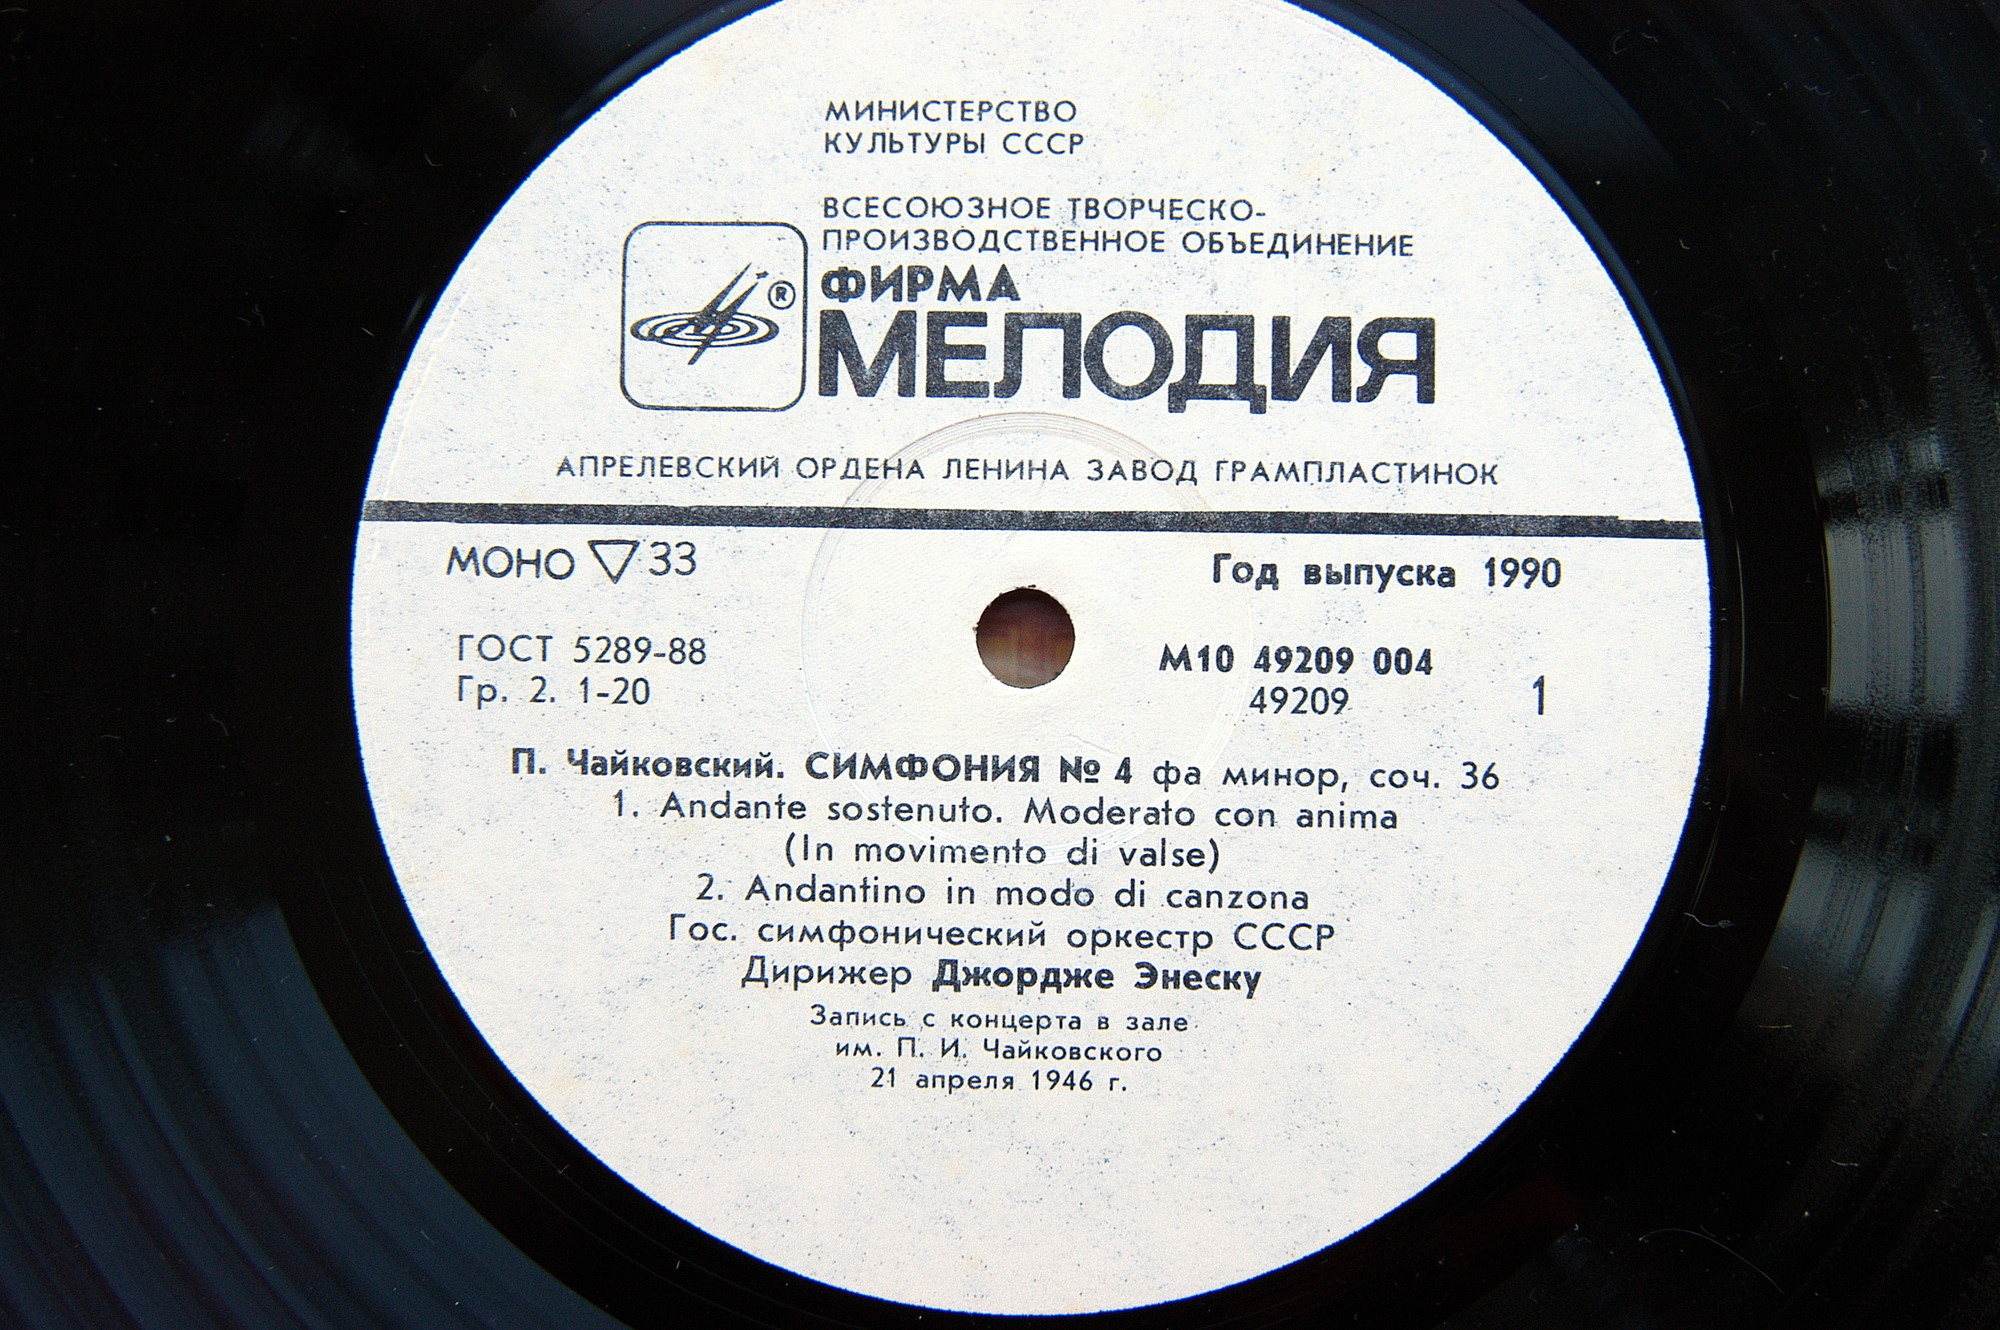 МИНИСТЕРСТВО
КУЛЬТУРЫ СССР
ВСЕСОЮЗНОЕ ТВОРЧЕСКО-
ПРОИЗВОДСТВЕННОЕ ОБЪЕДИНЕНИЕ
®
ФИРМА
МЕЛОДИЯ
АПРЕЛЕВСКИЙ ОРДЕНА ЛЕНИНА ЗАВОД ГРАМПЛАСТИНОК
МОНО ▽ 33
Год выпуска 1990
ГОСТ 5289-88
Гр. 2. 1-20
М10 49209 004
49209
1
П. Чайковский. СИМФОНИЯ № 4 фа минор, соч. 36
1. Andante sostenuto. Moderato con anima
(In movimento di valse)
2. Andantino in modo di canzona
Гос. симфонический оркестр СССР
Дирижер Джордже Энеску
Запись с концерта в зале
им. П. И. Чайковского
21 апреля 1946 г.